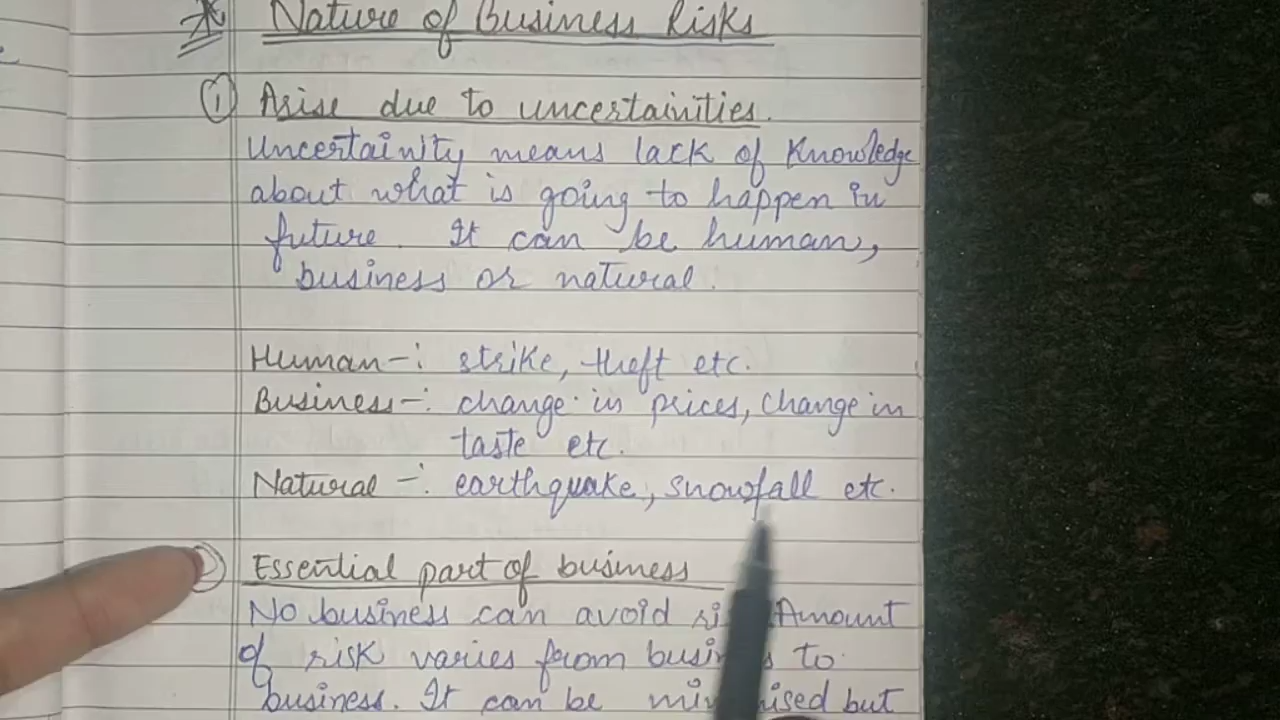 Nature of Business Risks
① Arise due to uncertainities.
Uncertainity means lack of Knowledge
about what is going to happen in
future. It can be human,
business or natural.
Human -: strike, theft etc.
Business -: change in prices, change in
taste etc.
Natural -: earthquake, snowfall etc.
② Essential part of business
No business can avoid Amount
of risk varies from to
business. It can be but